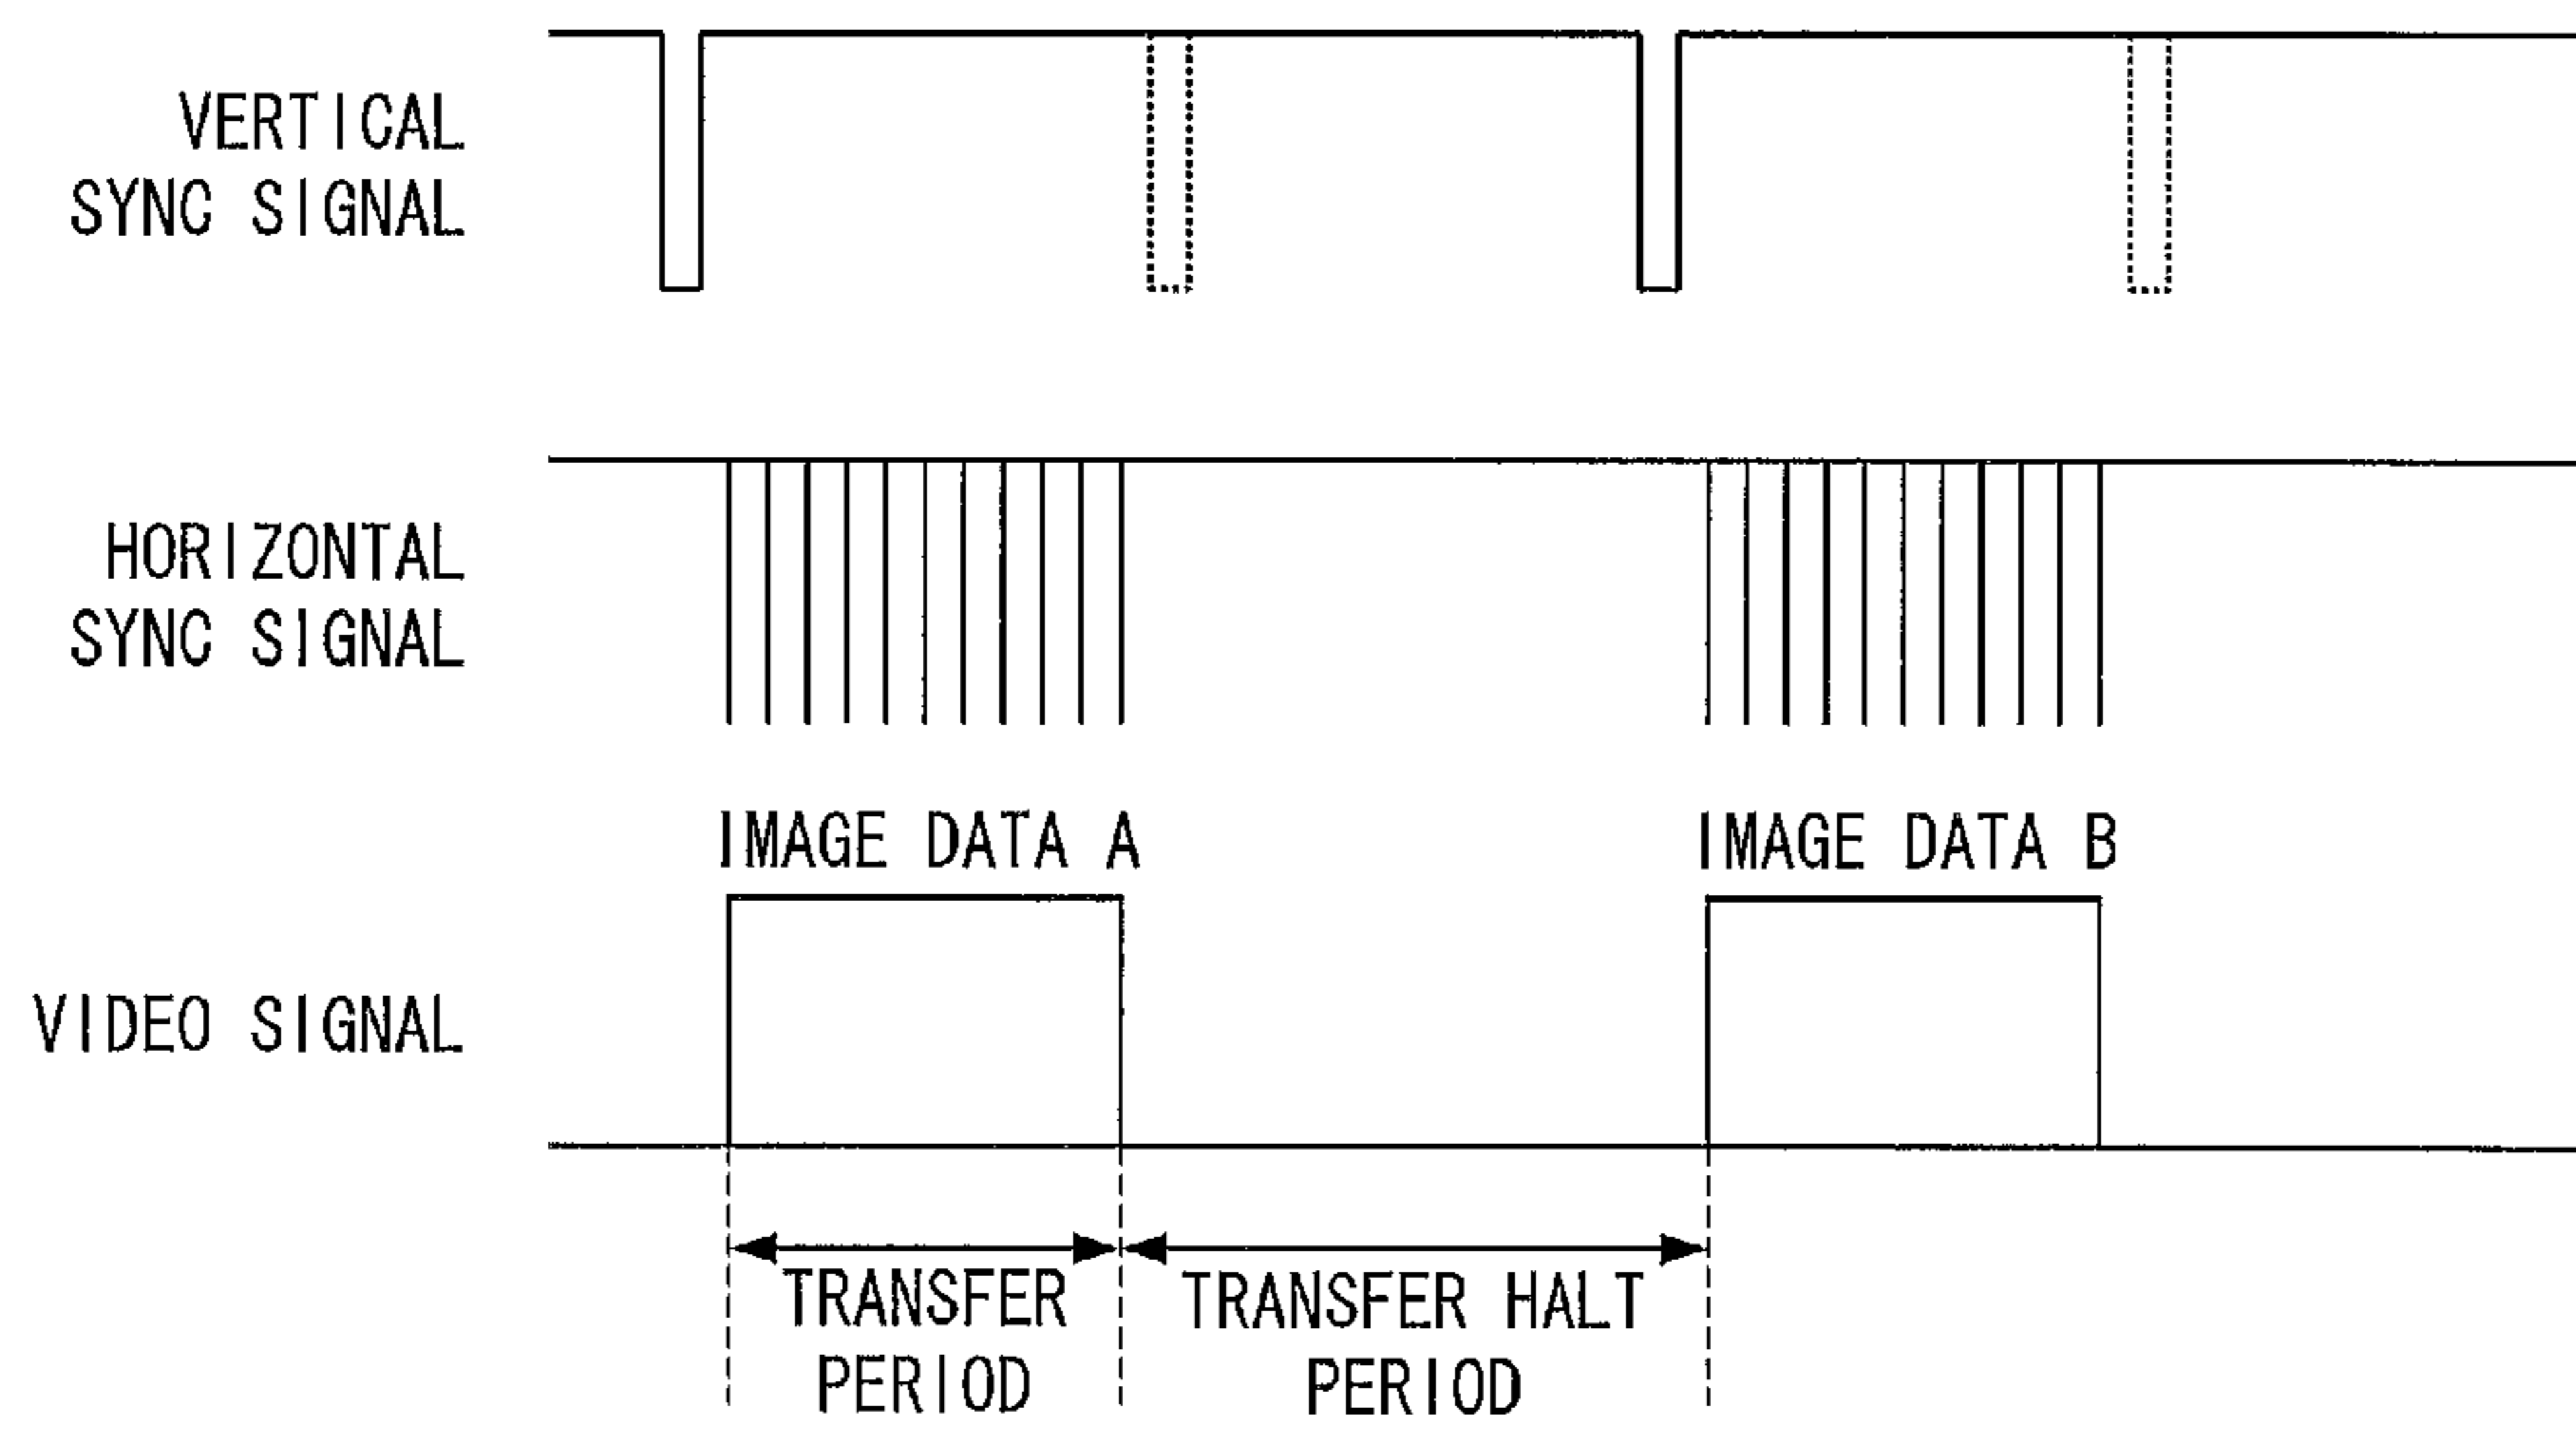 VERTICAL
SYNC SIGNAL
HORIZONTAL
SYNC SIGNAL
IMAGE DATA A
IMAGE DATA B
VIDEO SIGNAL
TRANSFER
PERIOD
TRANSFER HALT
PERIOD